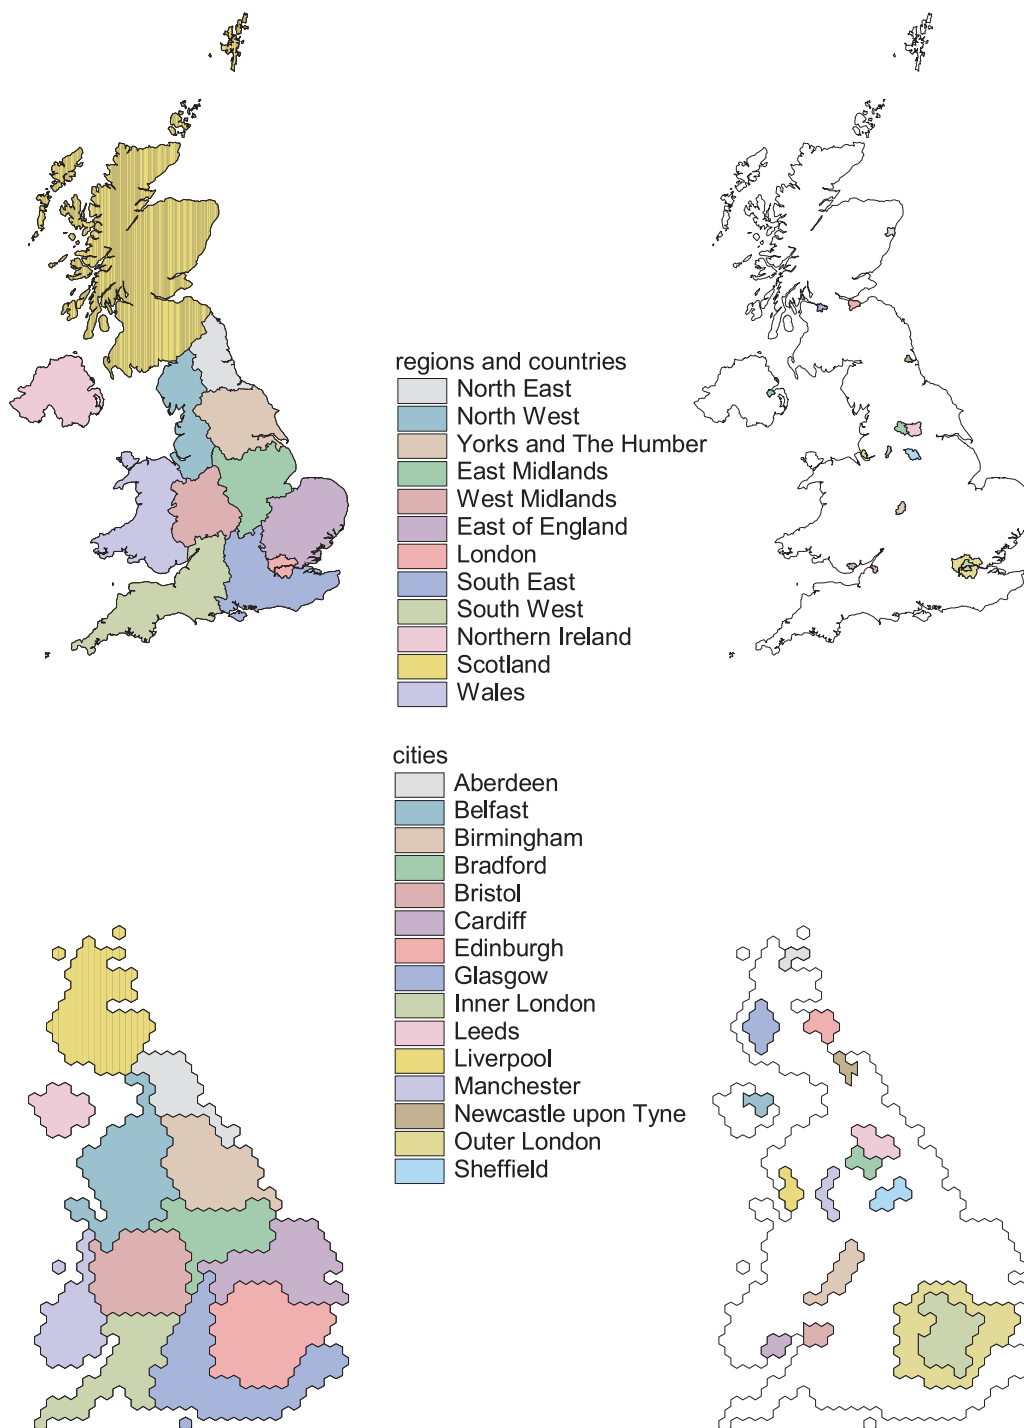 regions and countries
North East
North West
Yorks and The Humber
East Midlands
West Midlands
East of England
London
South East
South West
Northern Ireland
Scotland
Wales
cities
Aberdeen
Belfast
Birmingham
Bradford
Bristol
Cardiff
Edinburgh
Glasgow
Inner London
Leeds
Liverpool
Manchester
Newcastle upon Tyne
Outer London
Sheffield